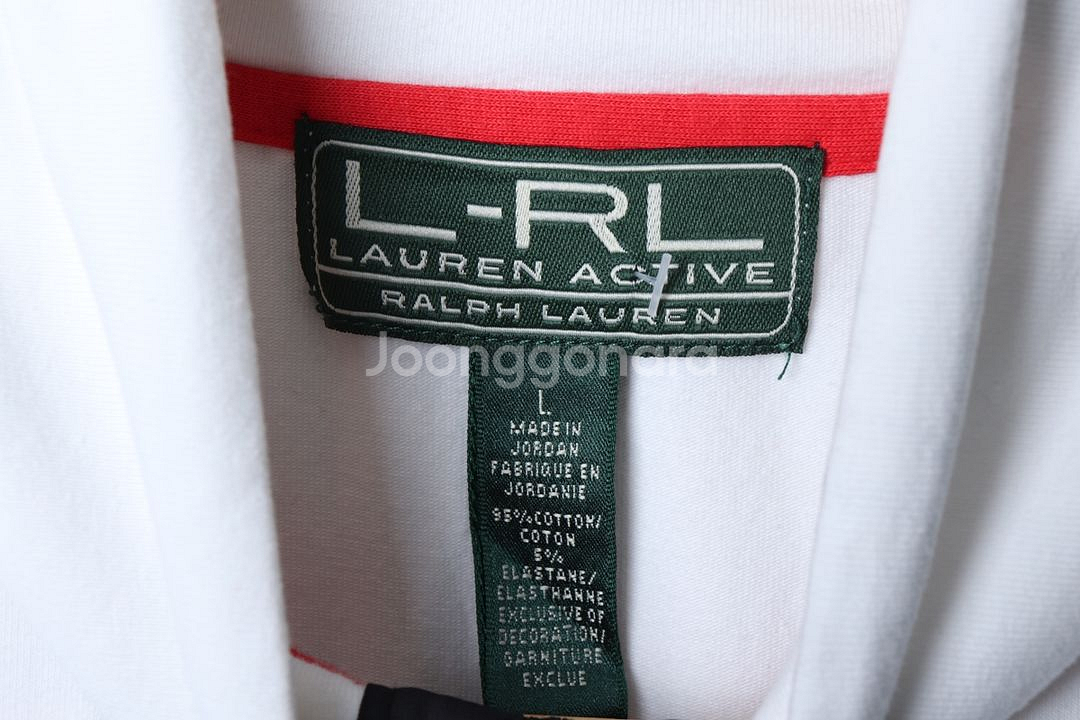 L-RL
LAUREN ACTIVE
RALPH LAUREN
Joonggonara
L
MADE IN
JORDAN
FABRIQUE EN
JORDANIE
95%COTTON/
COTON
5%
ELASTANE/
ELASTHANNE
EXCLUSIVE OF
DECORATION/
GARNITURE
EXCLUE